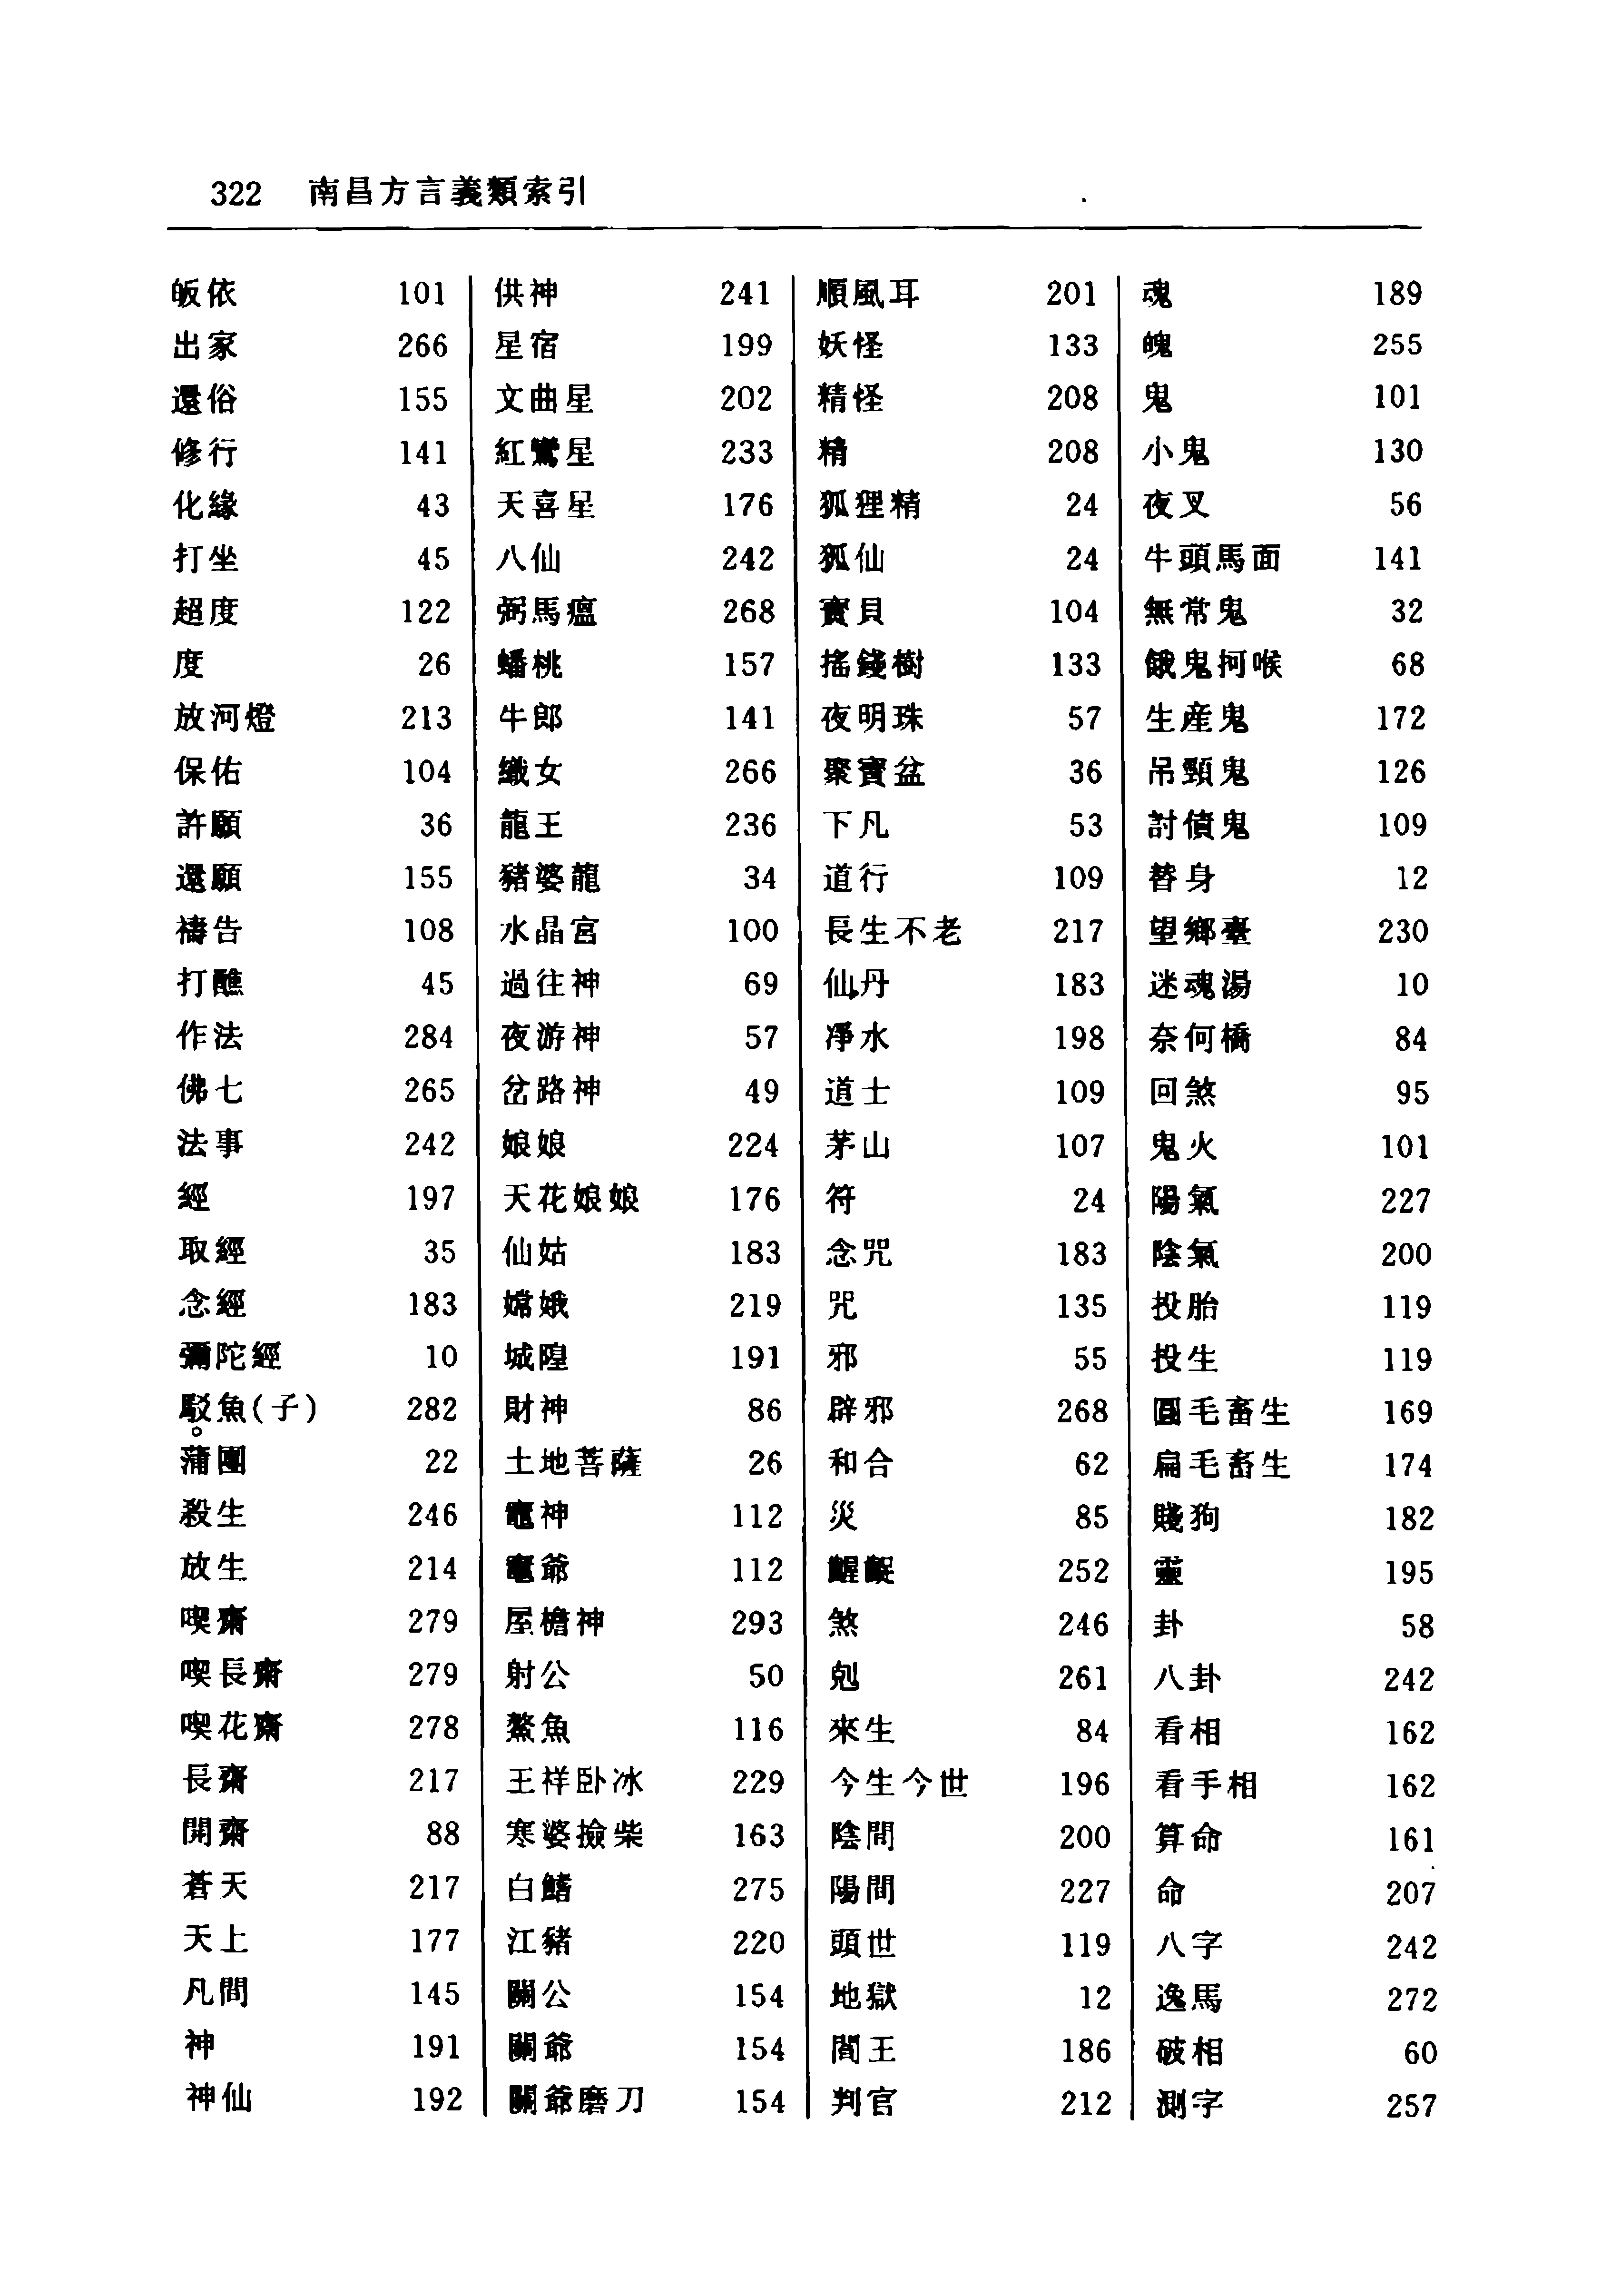 322 南昌方言義類索引
皈依 101
出家 266
還俗 155
修行 141
化緣 43
打坐 45
超度 122
度 26
放河燈 213
保佑 104
許願 36
還願 155
禱告 108
打醮 45
作法 284
佛七 265
法事 242
經 197
取經 35
念經 183
彌陀經 10
駁魚(子) 282
蒲團 22
殺生 246
放生 214
喫齋 279
喫長齋 279
喫花齋 278
長齋 217
開齋 88
蒼天 217
天上 177
凡間 145
神 191
神仙 192
供神 241
星宿 199
文曲星 202
紅鸞星 233
天喜星 176
八仙 242
弼馬瘟 268
蟠桃 157
牛郎 141
織女 266
龍王 236
豬婆龍 34
水晶宮 100
過往神 69
夜游神 57
岔路神 49
娘娘 224
天花娘娘 176
仙姑 183
嫦娥 219
城隍 191
財神 86
土地菩薩 26
竈神 112
竈爺 112
屋檐神 293
射公 50
鰲魚 116
王祥卧冰 229
寒婆撿柴 163
白鰭 275
江豬 220
關公 154
關爺 154
關爺磨刀 154
順風耳 201
妖怪 133
精怪 208
精 208
狐狸精 24
狐仙 24
寶貝 104
搖錢樹 133
夜明珠 57
聚寶盆 36
下凡 53
道行 109
長生不老 217
仙丹 183
凈水 198
道士 109
茅山 107
符 24
念咒 183
咒 135
邪 55
辟邪 268
和合 62
災 85
齷齪 252
煞 246
剋 261
來生 84
今生今世 196
陰間 200
陽間 227
頭世 119
地獄 12
閻王 186
判官 212
魂 189
魄 255
鬼 101
小鬼 130
夜叉 56
牛頭馬面 141
無常鬼 32
餓鬼抲喉 68
生産鬼 172
吊頸鬼 126
討債鬼 109
替身 12
望鄉臺 230
迷魂湯 10
奈何橋 84
回煞 95
鬼火 101
陽氣 227
陰氣 200
投胎 119
投生 119
圓毛畜生 169
扁毛畜生 174
賤狗 182
靈 195
卦 58
八卦 242
看相 162
看手相 162
算命 161
命 207
八字 242
逸馬 272
破相 60
測字 257